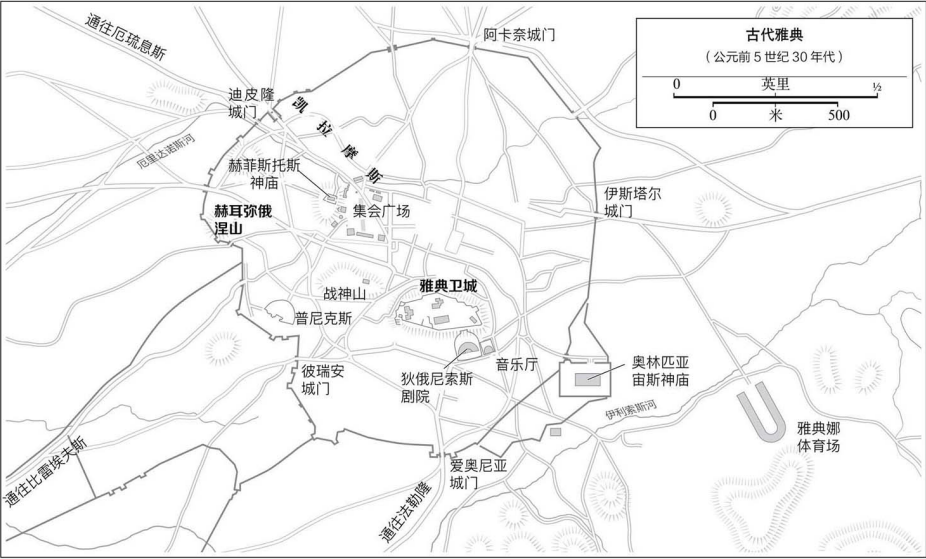 古代雅典
（公元前5世纪30年代）
0 英里 ½
0 米 500
通往厄琉息斯
阿卡奈城门
迪皮隆
城门
凯拉摩斯
厄里达诺斯河
赫菲斯托斯
神庙
集会广场
伊斯塔尔
城门
赫耳弥俄
涅山
战神山
雅典卫城
普尼克斯
彼瑞安
城门
狄俄尼索斯
剧院
音乐厅
奥林匹亚
宙斯神庙
伊利索斯河
雅典娜
体育场
通往比雷埃夫斯
爱奥尼亚
城门
通往法勒隆